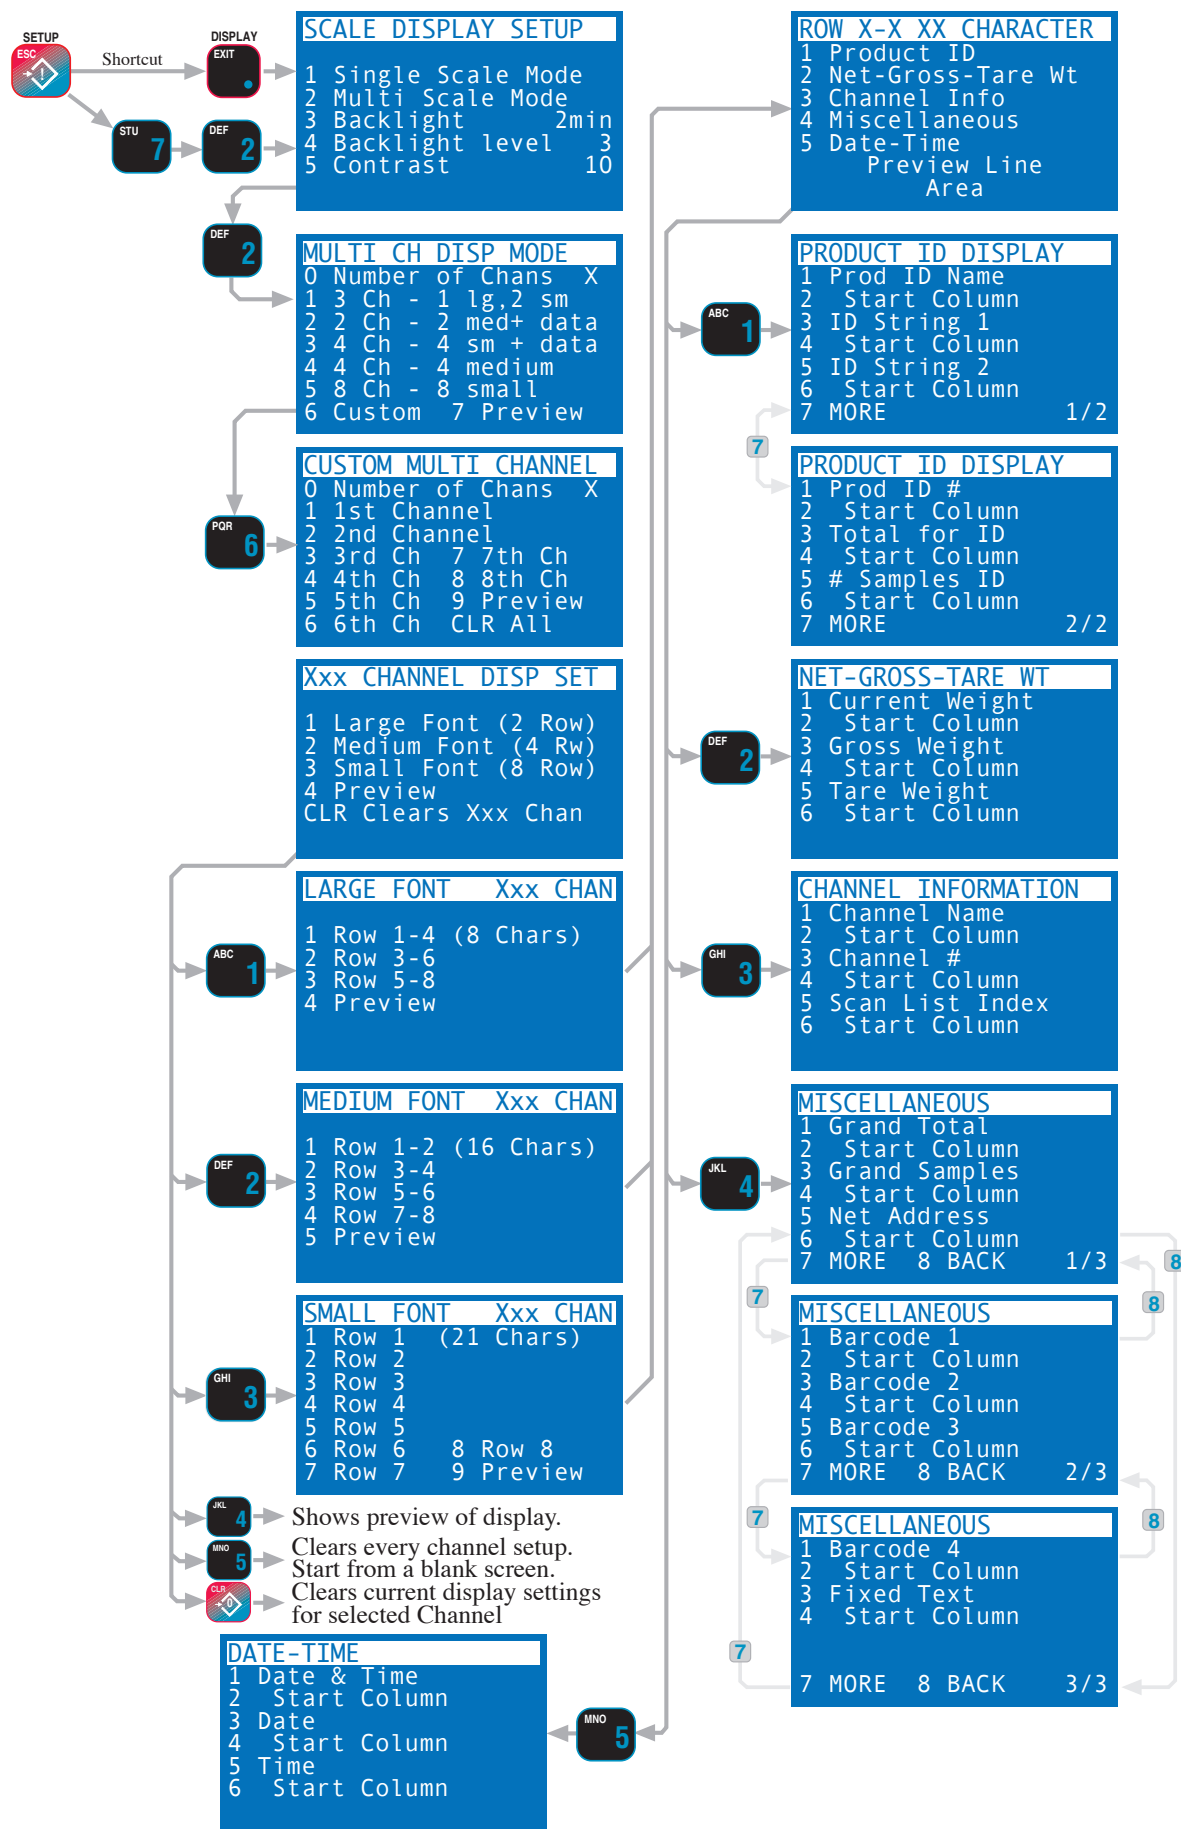 SETUP
ESC
Shortcut
DISPLAY
EXIT
STU 7
DEF 2
SCALE DISPLAY SETUP
1 Single Scale Mode
2 Multi Scale Mode
3 Backlight 2min
4 Backlight level 3
5 Contrast 10
DEF 2
MULTI CH DISP MODE
0 Number of Chans X
1 3 Ch - 1 lg,2 sm
2 2 Ch - 2 med+ data
3 4 Ch - 4 sm + data
4 4 Ch - 4 medium
5 8 Ch - 8 small
6 Custom 7 Preview
PQR 6
CUSTOM MULTI CHANNEL
0 Number of Chans X
1 1st Channel
2 2nd Channel
3 3rd Ch 7 7th Ch
4 4th Ch 8 8th Ch
5 5th Ch 9 Preview
6 6th Ch CLR All
Xxx CHANNEL DISP SET
1 Large Font (2 Row)
2 Medium Font (4 Rw)
3 Small Font (8 Row)
4 Preview
CLR Clears Xxx Chan
ABC 1
LARGE FONT Xxx CHAN
1 Row 1-4 (8 Chars)
2 Row 3-6
3 Row 5-8
4 Preview
DEF 2
MEDIUM FONT Xxx CHAN
1 Row 1-2 (16 Chars)
2 Row 3-4
3 Row 5-6
4 Row 7-8
5 Preview
GHI 3
SMALL FONT Xxx CHAN
1 Row 1 (21 Chars)
2 Row 2
3 Row 3
4 Row 4
5 Row 5
6 Row 6 8 Row 8
7 Row 7 9 Preview
JKL 4
Shows preview of display.
MNO 5
Clears every channel setup.
Start from a blank screen.
CLR 0
Clears current display settings
for selected Channel
ROW X-X XX CHARACTER
1 Product ID
2 Net-Gross-Tare Wt
3 Channel Info
4 Miscellaneous
5 Date-Time
Preview Line
Area
ABC 1
PRODUCT ID DISPLAY
1 Prod ID Name
2 Start Column
3 ID String 1
4 Start Column
5 ID String 2
6 Start Column
7 MORE 1/2
7
PRODUCT ID DISPLAY
1 Prod ID #
2 Start Column
3 Total for ID
4 Start Column
5 # Samples ID
6 Start Column
7 MORE 2/2
DEF 2
NET-GROSS-TARE WT
1 Current Weight
2 Start Column
3 Gross Weight
4 Start Column
5 Tare Weight
6 Start Column
GHI 3
CHANNEL INFORMATION
1 Channel Name
2 Start Column
3 Channel #
4 Start Column
5 Scan List Index
6 Start Column
JKL 4
MISCELLANEOUS
1 Grand Total
2 Start Column
3 Grand Samples
4 Start Column
5 Net Address
6 Start Column
7 MORE 8 BACK 1/3
8
7
8
MISCELLANEOUS
1 Barcode 1
2 Start Column
3 Barcode 2
4 Start Column
5 Barcode 3
6 Start Column
7 MORE 8 BACK 2/3
7
8
MISCELLANEOUS
1 Barcode 4
2 Start Column
3 Fixed Text
4 Start Column
7 MORE 8 BACK 3/3
7
MNO 5
DATE-TIME
1 Date & Time
2 Start Column
3 Date
4 Start Column
5 Time
6 Start Column